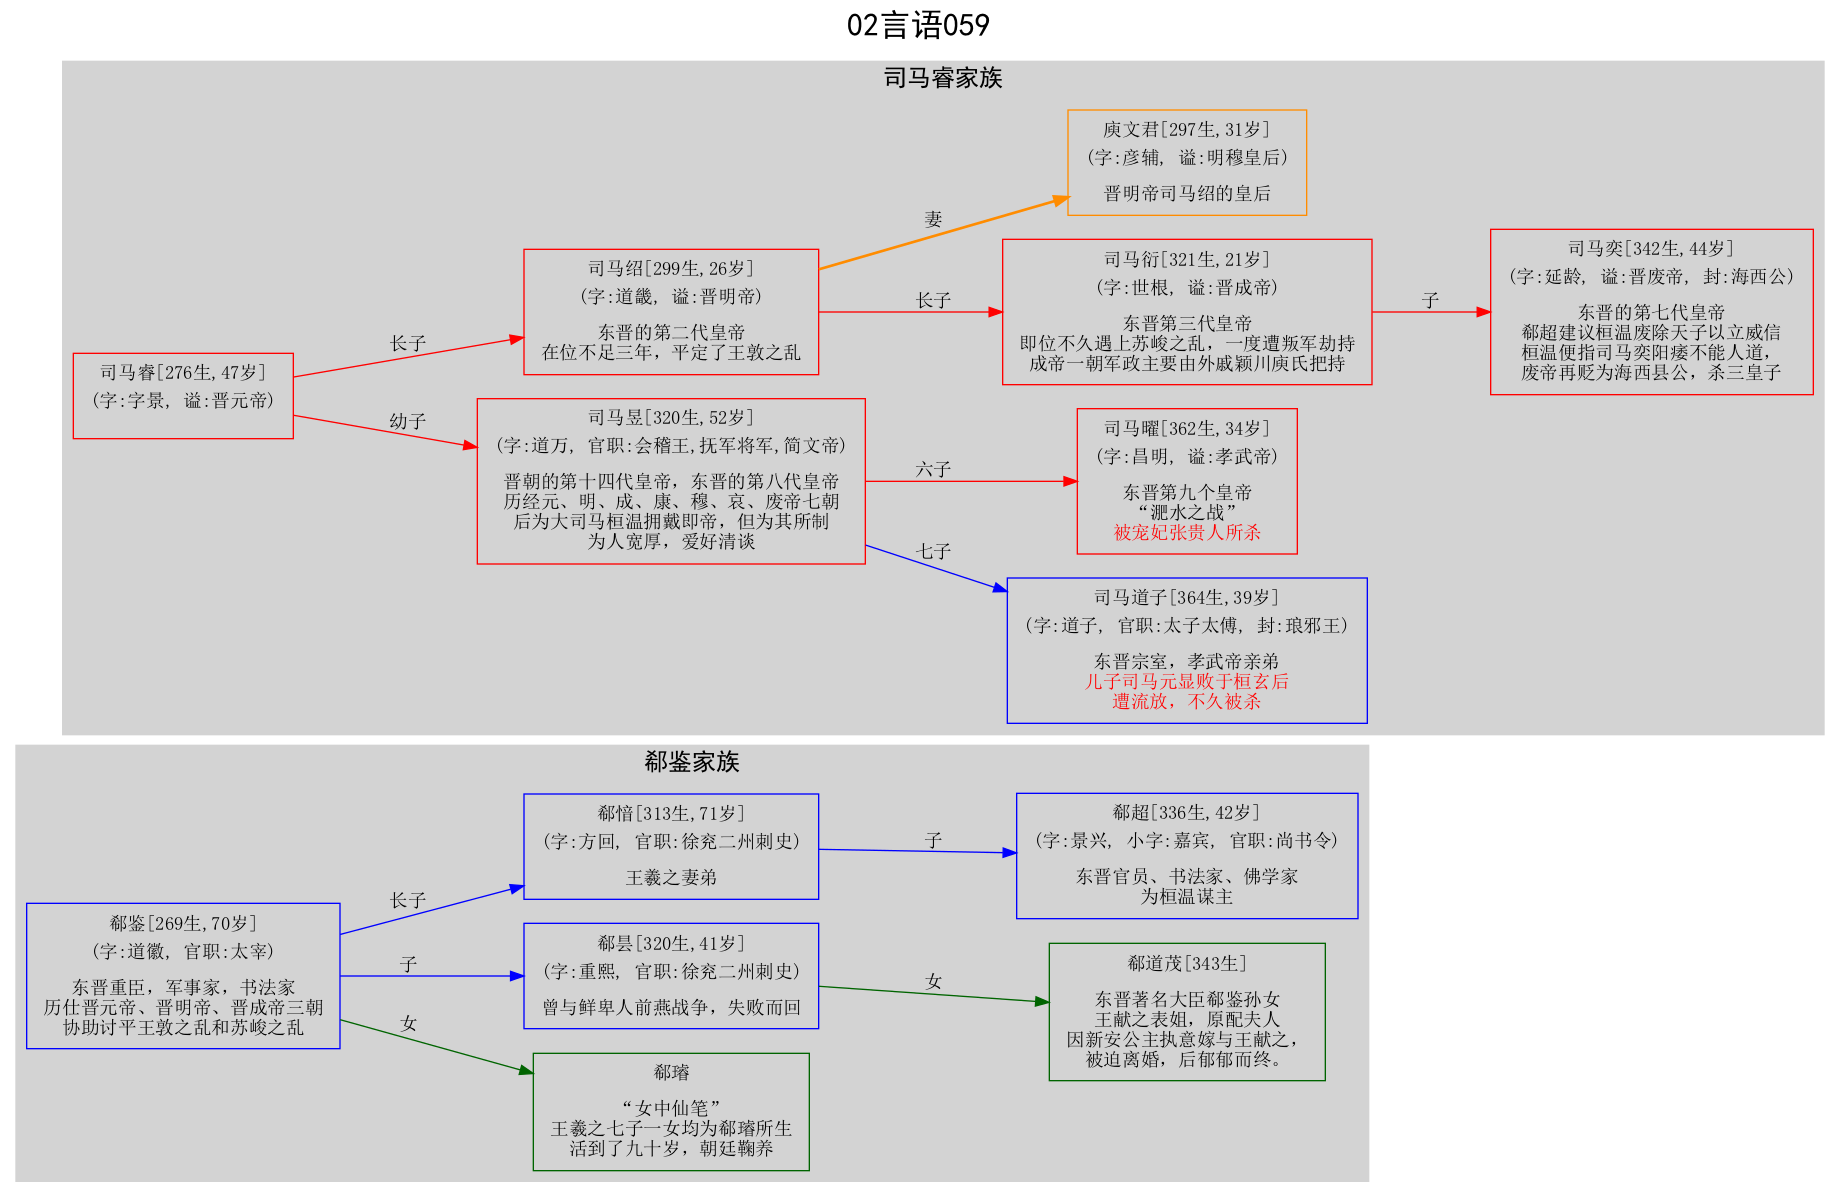 02言语059
司马睿家族
庾文君[297生,31岁]
(字:彦辅, 谥:明穆皇后)
晋明帝司马绍的皇后
妻
司马绍[299生,26岁]
(字:道畿, 谥:晋明帝)
东晋的第二代皇帝
在位不足三年，平定了王敦之乱
长子
司马衍[321生,21岁]
(字:世根, 谥:晋成帝)
东晋第三代皇帝
即位不久遇上苏峻之乱，一度遭叛军劫持
成帝一朝军政主要由外戚颍川庾氏把持
子
司马奕[342生,44岁]
(字:延龄, 谥:晋废帝, 封:海西公)
东晋的第七代皇帝
郗超建议桓温废除天子以立威信
桓温便指司马奕阳痿不能人道，
废帝再贬为海西县公，杀三皇子
长子
司马睿[276生,47岁]
(字:字景, 谥:晋元帝)
幼子
司马昱[320生,52岁]
(字:道万, 官职:会稽王,抚军将军,简文帝)
晋朝的第十四代皇帝，东晋的第八代皇帝
历经元、明、成、康、穆、哀、废帝七朝
后为大司马桓温拥戴即帝，但为其所制
为人宽厚，爱好清谈
六子
司马曜[362生,34岁]
(字:昌明, 谥:孝武帝)
东晋第九个皇帝
“淝水之战”
被宠妃张贵人所杀
七子
司马道子[364生,39岁]
(字:道子, 官职:太子太傅, 封:琅邪王)
东晋宗室，孝武帝亲弟
儿子司马元显败于桓玄后
遭流放，不久被杀
郗鉴家族
郗愔[313生,71岁]
(字:方回, 官职:徐兖二州刺史)
王羲之妻弟
子
郗超[336生,42岁]
(字:景兴, 小字:嘉宾, 官职:尚书令)
东晋官员、书法家、佛学家
为桓温谋主
长子
郗鉴[269生,70岁]
(字:道徽, 官职:太宰)
东晋重臣，军事家，书法家
历仕晋元帝、晋明帝、晋成帝三朝
协助讨平王敦之乱和苏峻之乱
子
郗昙[320生,41岁]
(字:重熙, 官职:徐兖二州刺史)
曾与鲜卑人前燕战争，失败而回
女
郗道茂[343生]
东晋著名大臣郗鉴孙女
王献之表姐，原配夫人
因新安公主执意嫁与王献之，
被迫离婚，后郁郁而终。
女
郗璿
“女中仙笔”
王羲之七子一女均为郗璿所生
活到了九十岁，朝廷鞠养